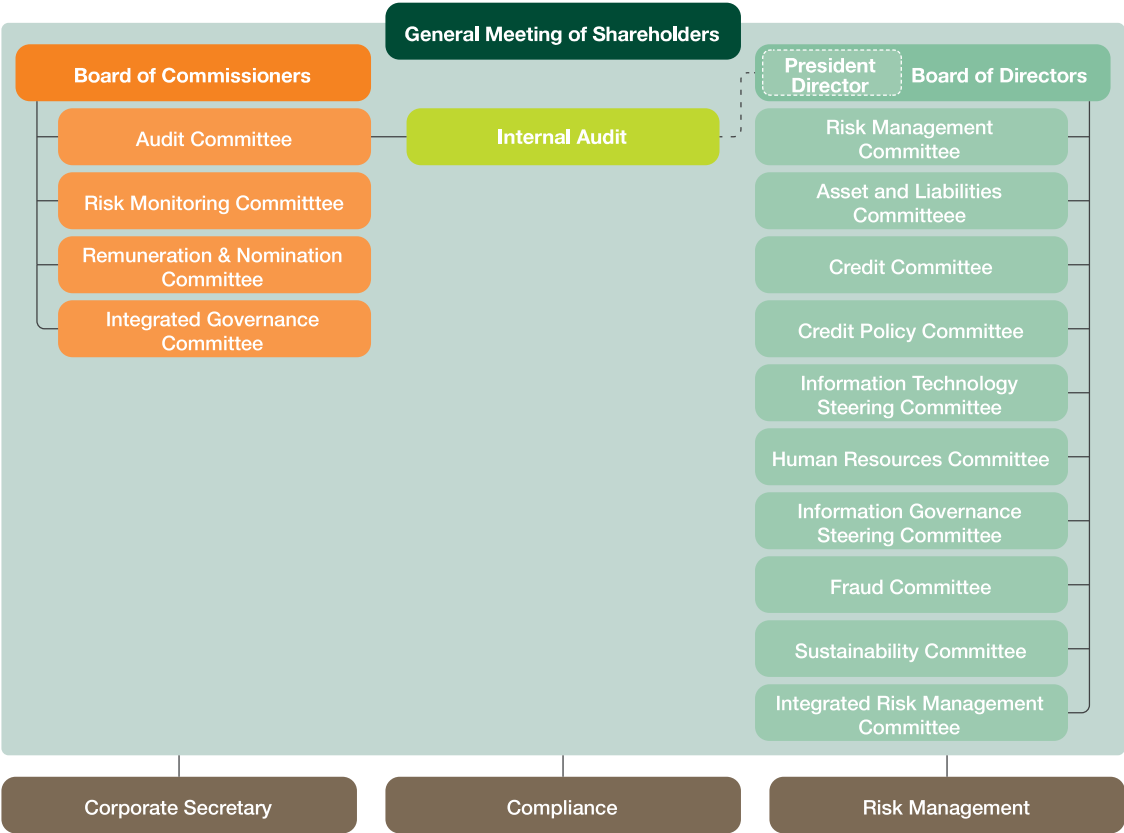 General Meeting of Shareholders
Board of Commissioners
Audit Committee
Risk Monitoring Committtee
Remuneration & Nomination
Committee
Integrated Governance
Committee
Internal Audit
President
Director
Board of Directors
Risk Management
Committee
Asset and Liabilities
Committeee
Credit Committee
Credit Policy Committee
Information Technology
Steering Committee
Human Resources Committee
Information Governance
Steering Committee
Fraud Committee
Sustainability Committee
Integrated Risk Management
Committee
Corporate Secretary
Compliance
Risk Management